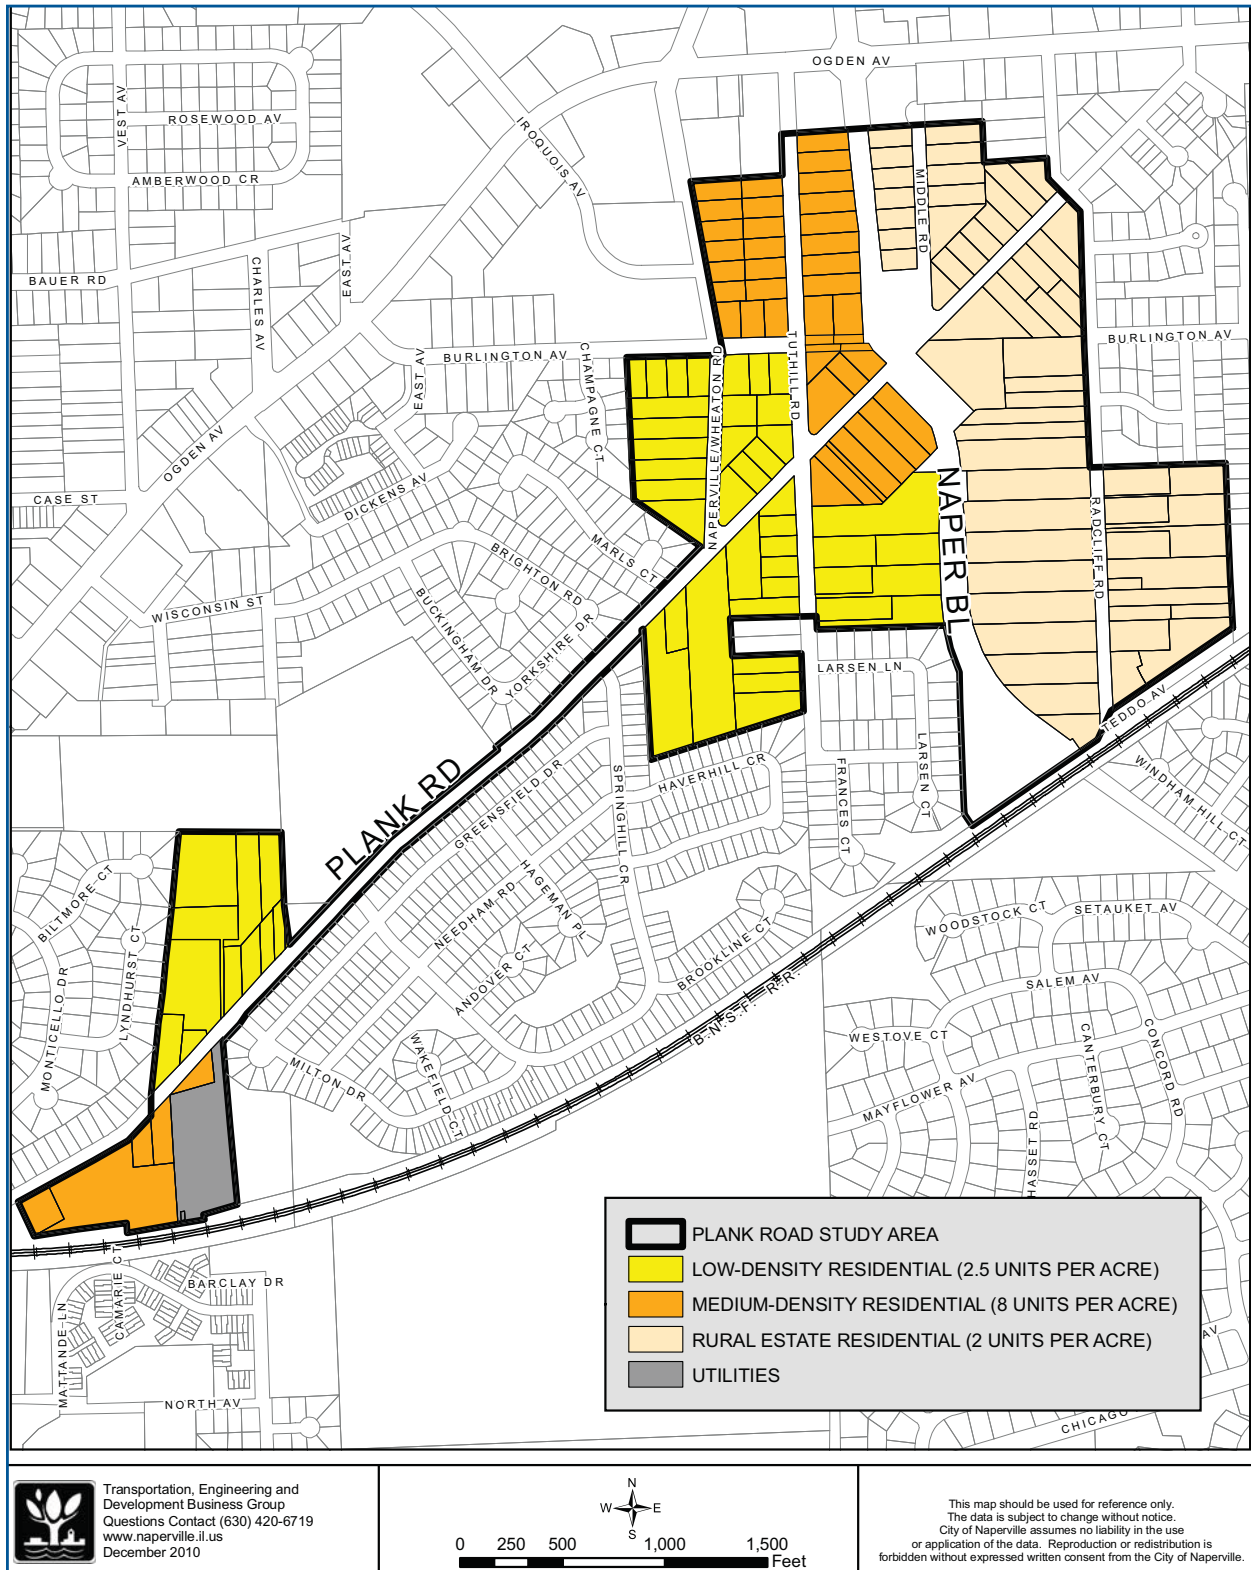 OGDEN AV
VEST AV
ROSEWOOD AV
IROQUOIS AV
AMBERWOOD CR
MIDDLE RD
EAST AV
BAUER RD
CHARLES AV
BURLINGTON AV
EAST AV
CHAMPAGNE CT
NAPERVILLE/WHEATON RD
TUTHILL RD
BURLINGTON AV
OGDEN AV
CASE ST
DICKENS AV
NAPER BL
RADCLIFF RD
MARLS CT
BRIGHTON RD
WISCONSIN ST
BUCKINGHAM DR
YORKSHIRE DR
LARSEN LN
TEDDO AV
PLANK RD
GREENSFIELD DR
SPRINGHILL CR
HAVERHILL CR
FRANCES CT
LARSEN CT
WINDHAM HILL CT
BILTMORE CT
LYNDHURST CT
MONTICELLO DR
HAGEMAN PL
NEEDHAM RD
ANDOVER CT
BROOKLINE CT
WOODSTOCK CT
SETAUKET AV
SALEM AV
B.N.S.F. R.R.
WESTOVE CT
CANTERBURY CT
CONCORD RD
MILTON DR
WAKEFIELD CT
MAYFLOWER AV
HASSET RD
PLANK ROAD STUDY AREA
LOW-DENSITY RESIDENTIAL (2.5 UNITS PER ACRE)
MEDIUM-DENSITY RESIDENTIAL (8 UNITS PER ACRE)
RURAL ESTATE RESIDENTIAL (2 UNITS PER ACRE)
UTILITIES
AV
CHICAGO
CAMARIE CT
BARCLAY DR
MATTANDE LN
NORTH AV
Transportation, Engineering and
Development Business Group
Questions Contact (630) 420-6719
www.naperville.il.us
December 2010
N
W E
S
0 250 500 1,000 1,500
Feet
This map should be used for reference only.
The data is subject to change without notice.
City of Naperville assumes no liability in the use
or application of the data. Reproduction or redistribution is
forbidden without expressed written consent from the City of Naperville.